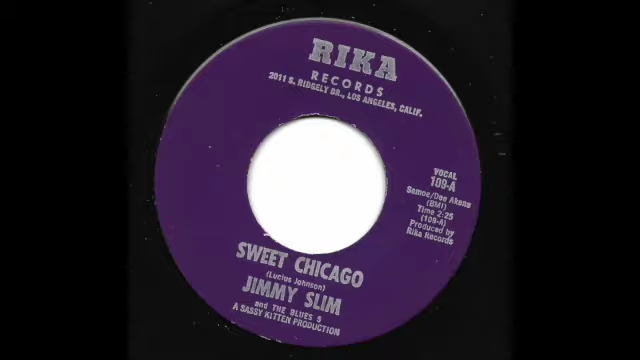 RIKA
RECORDS
2011 S. RIDGELY DR., LOS ANGELES, CALIF.
VOCAL
109-A
Samoe/Dee Akens
(BMI)
Time 2:25
(109-A)
Produced by
Rika Records
SWEET CHICAGO
(Lucius Johnson)
JIMMY SLIM
and THE BLUES 5
A SASSY KITTEN PRODUCTION